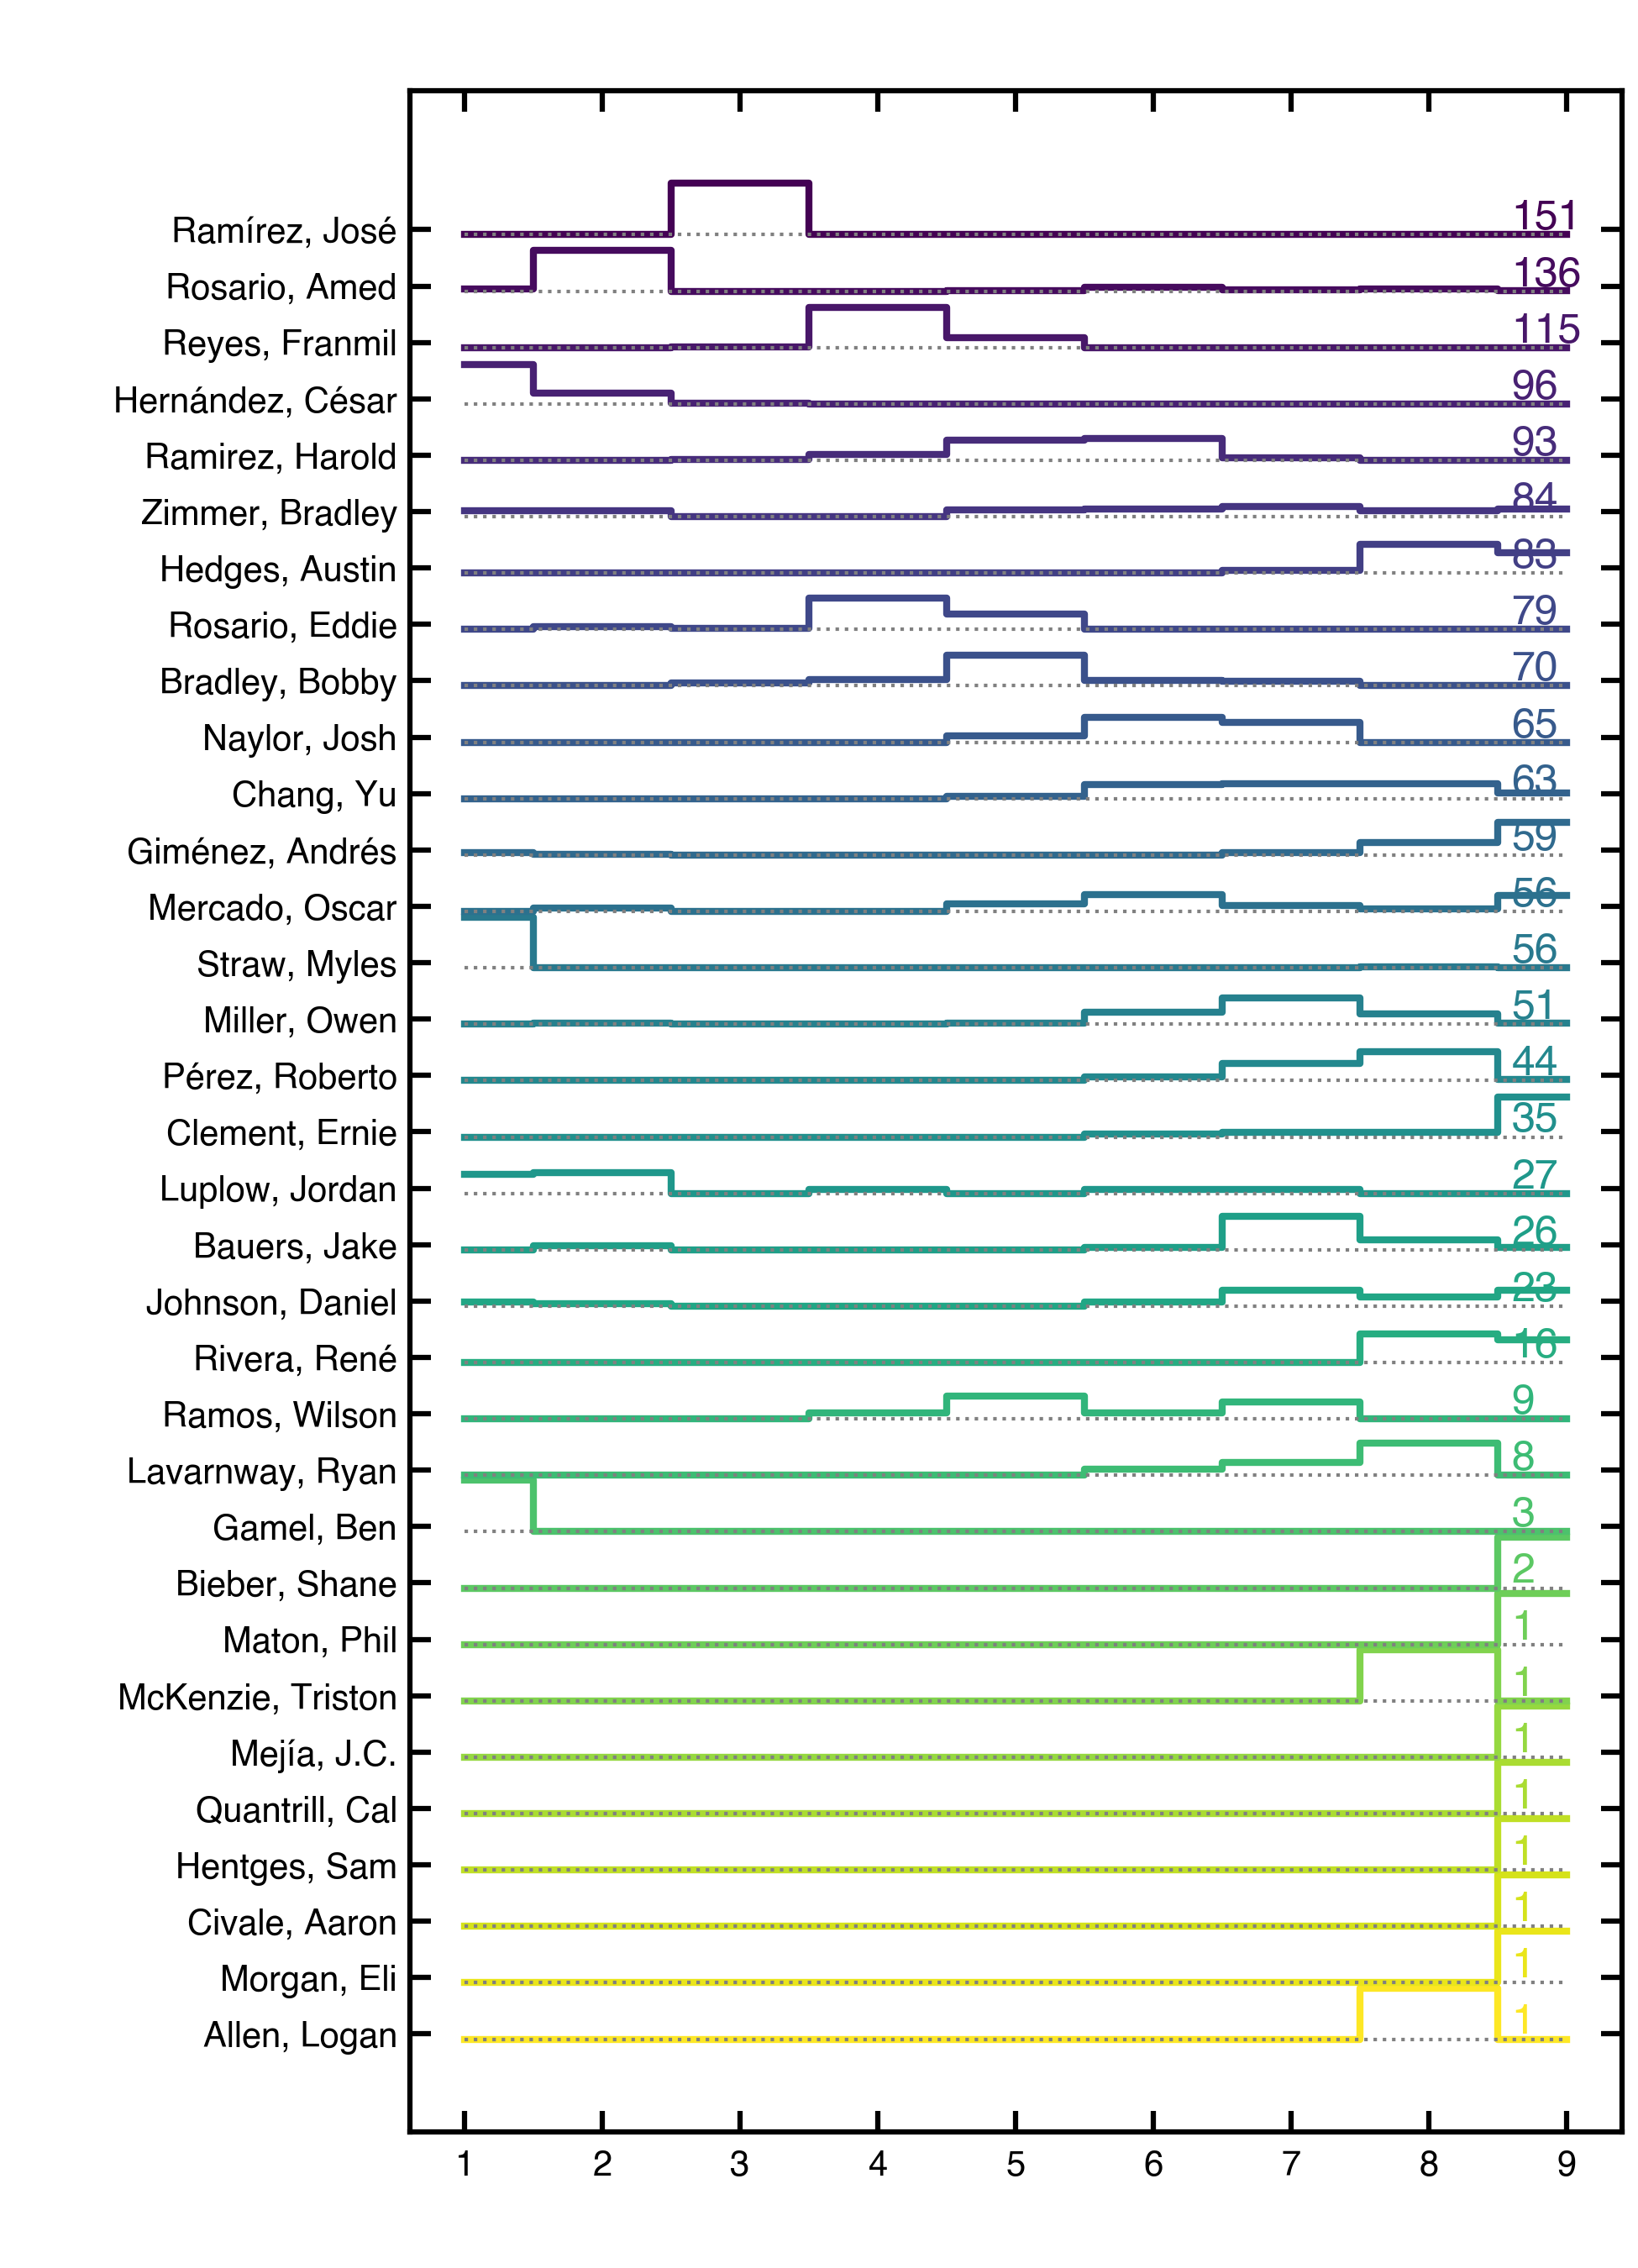 Ramírez, José 151
Rosario, Amed 136
Reyes, Franmil 115
Hernández, César 96
Ramirez, Harold 93
Zimmer, Bradley 84
Hedges, Austin 83
Rosario, Eddie 79
Bradley, Bobby 70
Naylor, Josh 65
Chang, Yu 63
Giménez, Andrés 59
Mercado, Oscar 56
Straw, Myles 56
Miller, Owen 51
Pérez, Roberto 44
Clement, Ernie 35
Luplow, Jordan 27
Bauers, Jake 26
Johnson, Daniel 23
Rivera, René 16
Ramos, Wilson 9
Lavarnway, Ryan 8
Gamel, Ben 3
Bieber, Shane 2
Maton, Phil 1
McKenzie, Triston 1
Mejía, J.C. 1
Quantrill, Cal 1
Hentges, Sam 1
Civale, Aaron 1
Morgan, Eli 1
Allen, Logan 1
1 2 3 4 5 6 7 8 9